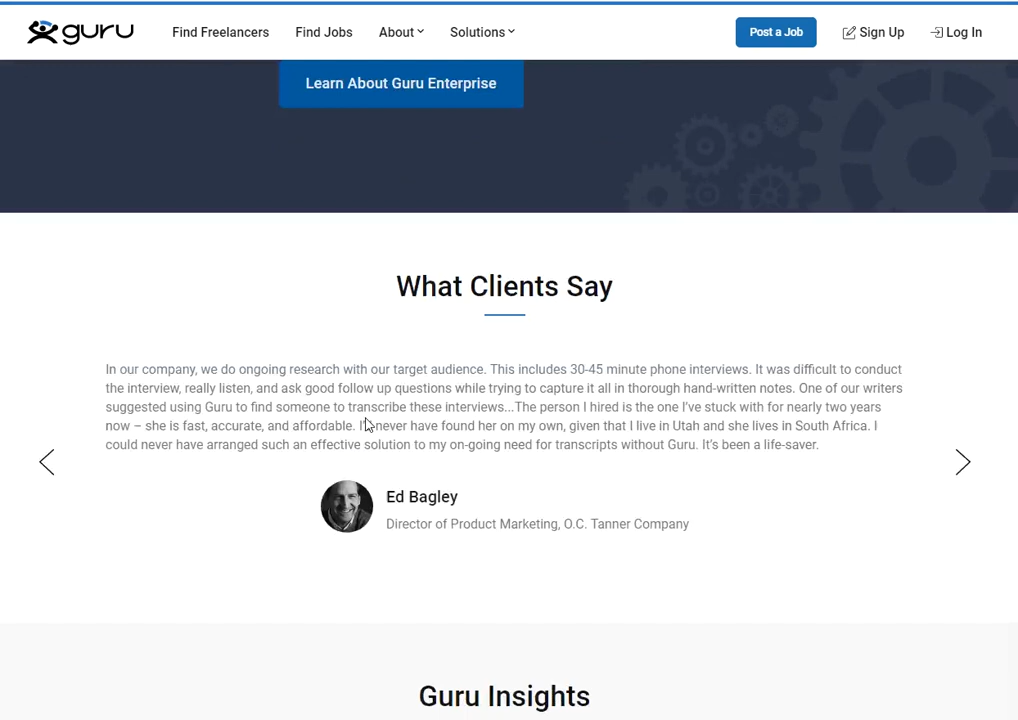 guru
Find Freelancers
Find Jobs
About
Solutions
Post a Job
Sign Up
Log In
Learn About Guru Enterprise
What Clients Say
In our company, we do ongoing research with our target audience. This includes 30-45 minute phone interviews. It was difficult to conduct
the interview, really listen, and ask good follow up questions while trying to capture it all in thorough hand-written notes. One of our writers
suggested using Guru to find someone to transcribe these interviews...The person I hired is the one I've stuck with for nearly two years
now – she is fast, accurate, and affordable. never have found her on my own, given that I live in Utah and she lives in South Africa. I
could never have arranged such an effective solution to my on-going need for transcripts without Guru. It's been a life-saver.
Ed Bagley
Director of Product Marketing, O.C. Tanner Company
Guru Insights